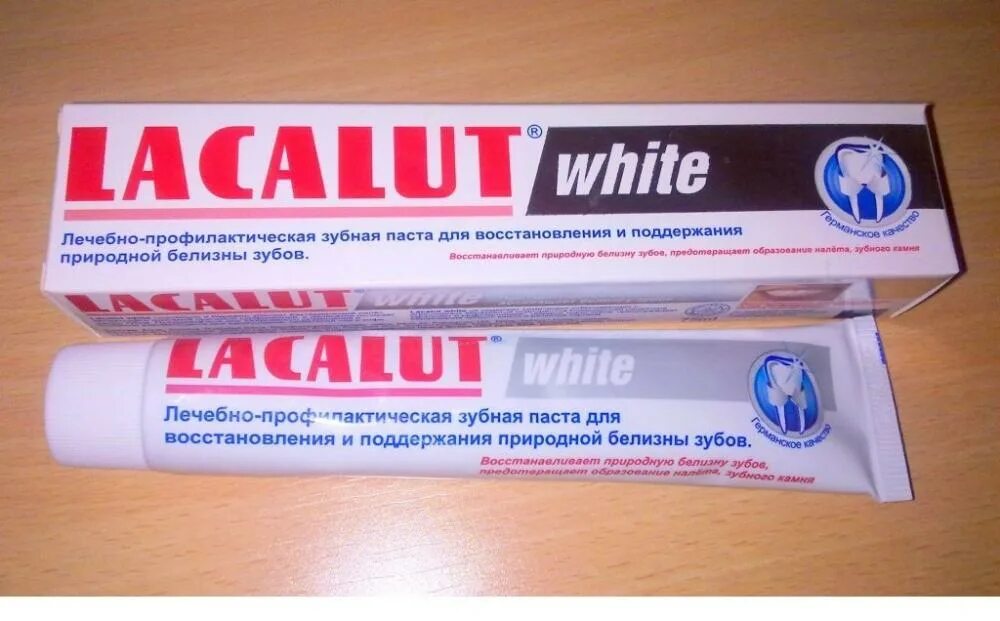 LACALUT® white
Германское качество
Лечебно-профилактическая зубная паста для восстановления и поддержания
природной белизны зубов.
Восстанавливает природную белизну зубов, предотвращает образование налёта, зубного камня
LACALUT white
LACALUT® white
Германское качество
Лечебно-профилактическая зубная паста для
восстановления и поддержания природной белизны зубов.
Восстанавливает природную белизну зубов,
предотвращает образование налёта, зубного камня